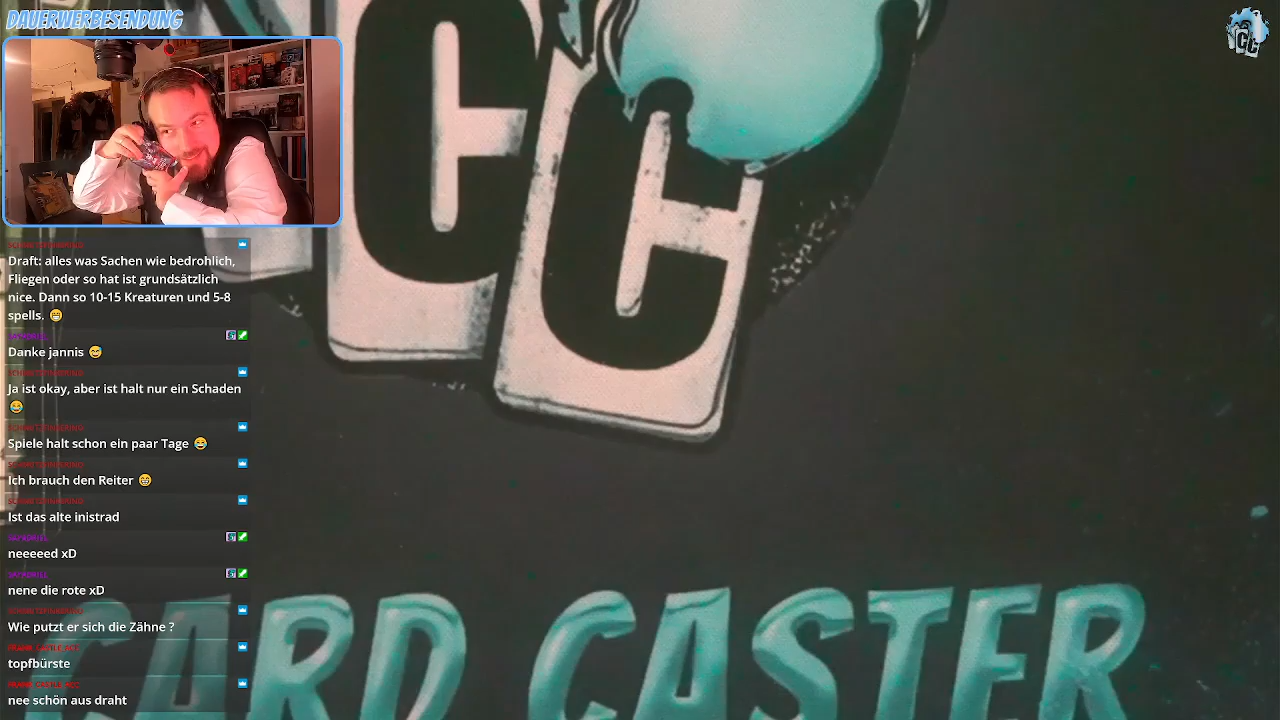 DAUERWERBESENDUNG
CC
CC
Draft: alles was Sachen wie bedrohlich,
Fliegen oder so hat ist grundsätzlich
nice. Dann so 10-15 Kreaturen und 5-8
spells. 😁
Danke jannis 😅
Ja ist okay, aber ist halt nur ein Schaden
😂
Spiele halt schon ein paar Tage 😂
Ich brauch den Reiter 😁
Ist das alte inistrad
neeeeed xD
nene die rote xD
Wie putzt er sich die Zähne ?
topfbürste
nee schön aus draht
CARD CASTER